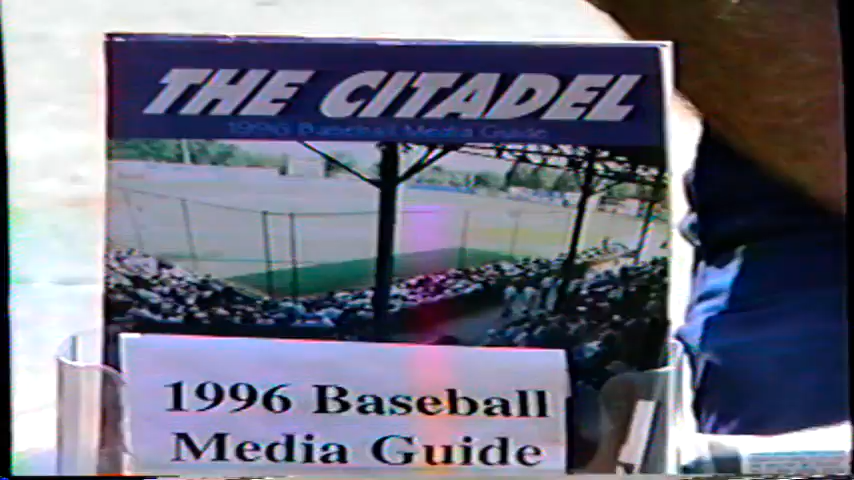 THE CITADEL
1996 Baseball Media Guide
1996 Baseball
Media Guide